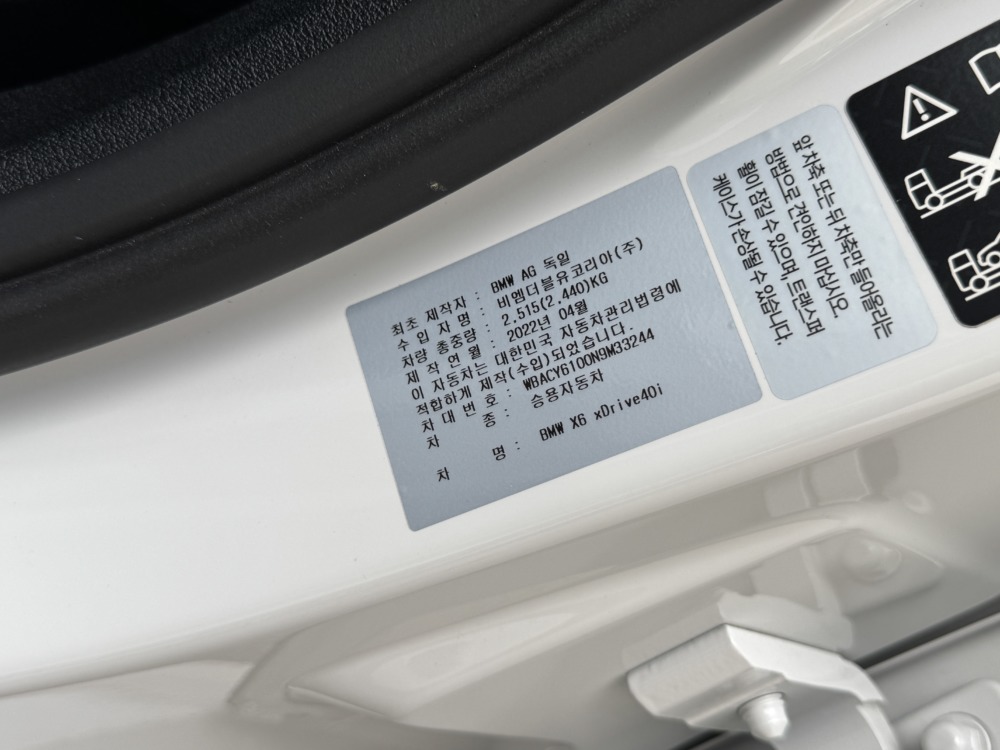 최초 제작자 : BMW AG 독일
수 입 자 명 : 비엠더블유코리아(주)
차량 총중량 : 2.515(2.440)KG
제 작 연 월 : 2022년 04월
이 자동차는 대한민국 자동차관리법령에
적합하게 제작(수입)되었습니다.
차 대 번 호 : WBACY6100N9M33244
차 종 : 승용자동차
차 명 : BMW X6 xDrive40i
앞 차축 또는 뒤 차축만 들어올리는
방법으로 견인하지 마십시오.
휠이 잠길 수 있으며, 트랜스퍼
케이스가 손상될 수 있습니다.